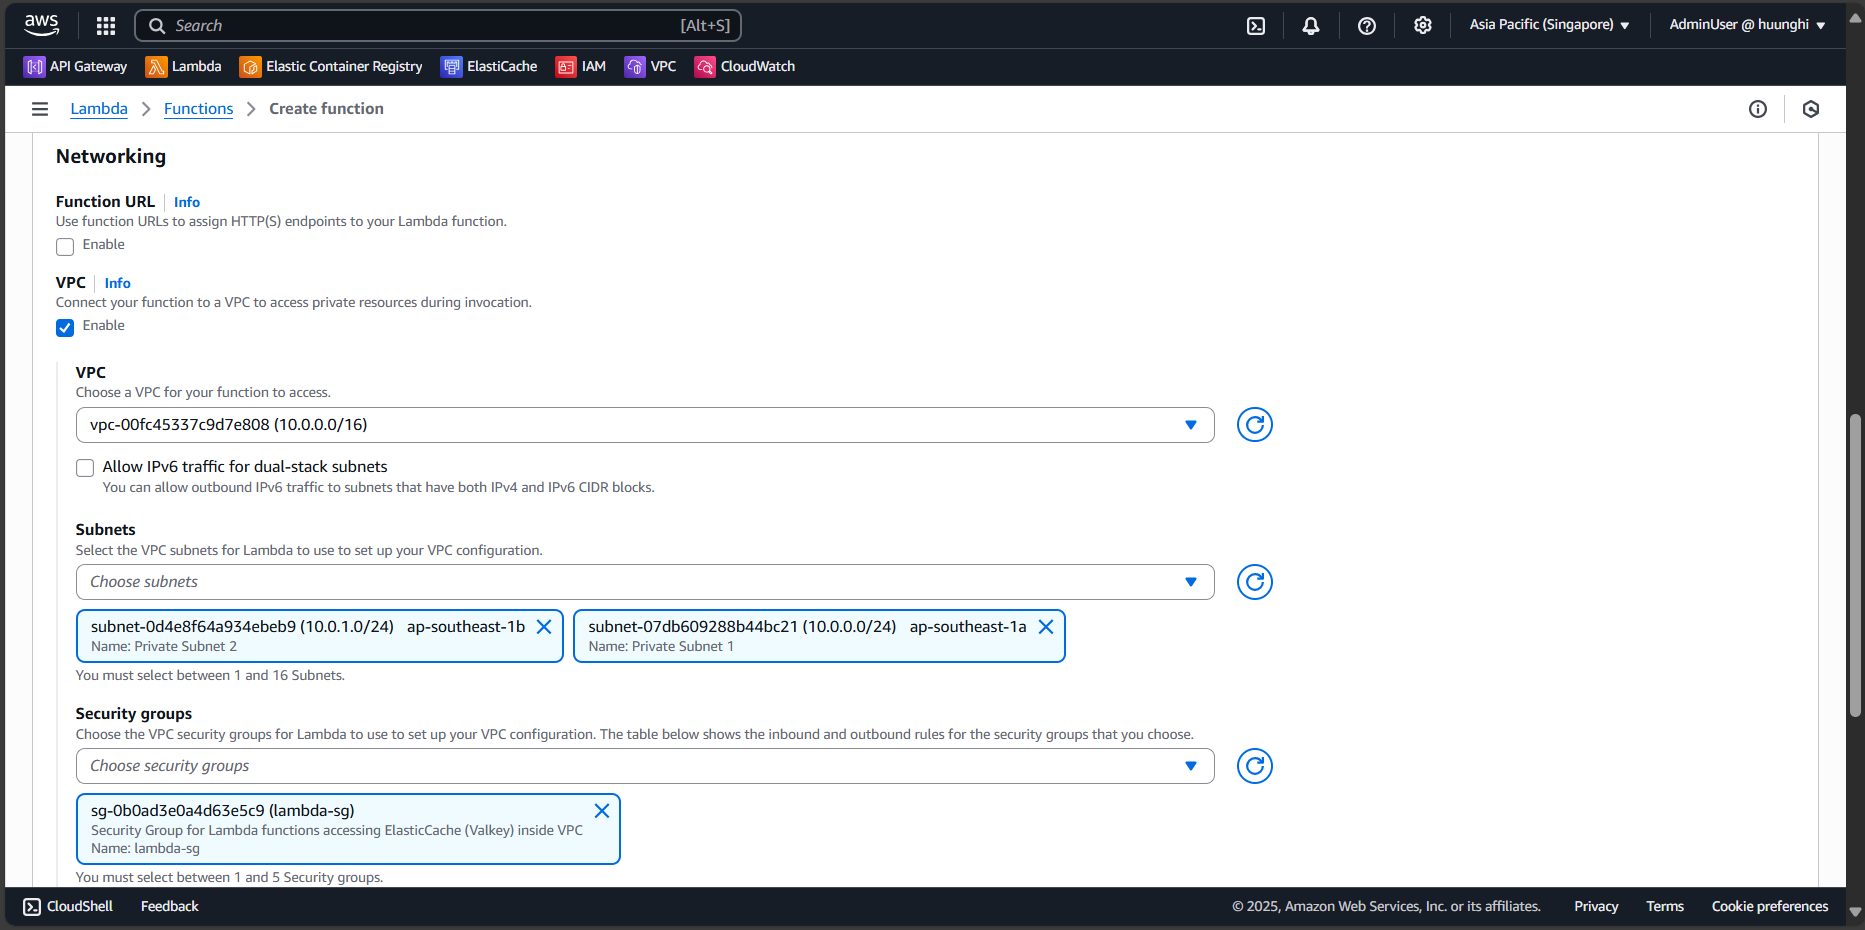 aws
Search [Alt+S]
Asia Pacific (Singapore) AdminUser @ huunghi
API Gateway Lambda Elastic Container Registry ElastiCache IAM VPC CloudWatch
Lambda Functions Create function
Networking
Function URL Info
Use function URLs to assign HTTP(S) endpoints to your Lambda function.
Enable
VPC Info
Connect your function to a VPC to access private resources during invocation.
Enable
VPC
Choose a VPC for your function to access.
vpc-00fc45337c9d7e808 (10.0.0.0/16)
Allow IPv6 traffic for dual-stack subnets
You can allow outbound IPv6 traffic to subnets that have both IPv4 and IPv6 CIDR blocks.
Subnets
Select the VPC subnets for Lambda to use to set up your VPC configuration.
Choose subnets
subnet-0d4e8f64a934ebeb9 (10.0.1.0/24) ap-southeast-1b
Name: Private Subnet 2
subnet-07db609288b44bc21 (10.0.0.0/24) ap-southeast-1a
Name: Private Subnet 1
You must select between 1 and 16 Subnets.
Security groups
Choose the VPC security groups for Lambda to use to set up your VPC configuration. The table below shows the inbound and outbound rules for the security groups that you choose.
Choose security groups
sg-0b0ad3e0a4d63e5c9 (lambda-sg)
Security Group for Lambda functions accessing ElasticCache (Valkey) inside VPC
Name: lambda-sg
You must select between 1 and 5 Security groups.
CloudShell Feedback © 2025, Amazon Web Services, Inc. or its affiliates. Privacy Terms Cookie preferences